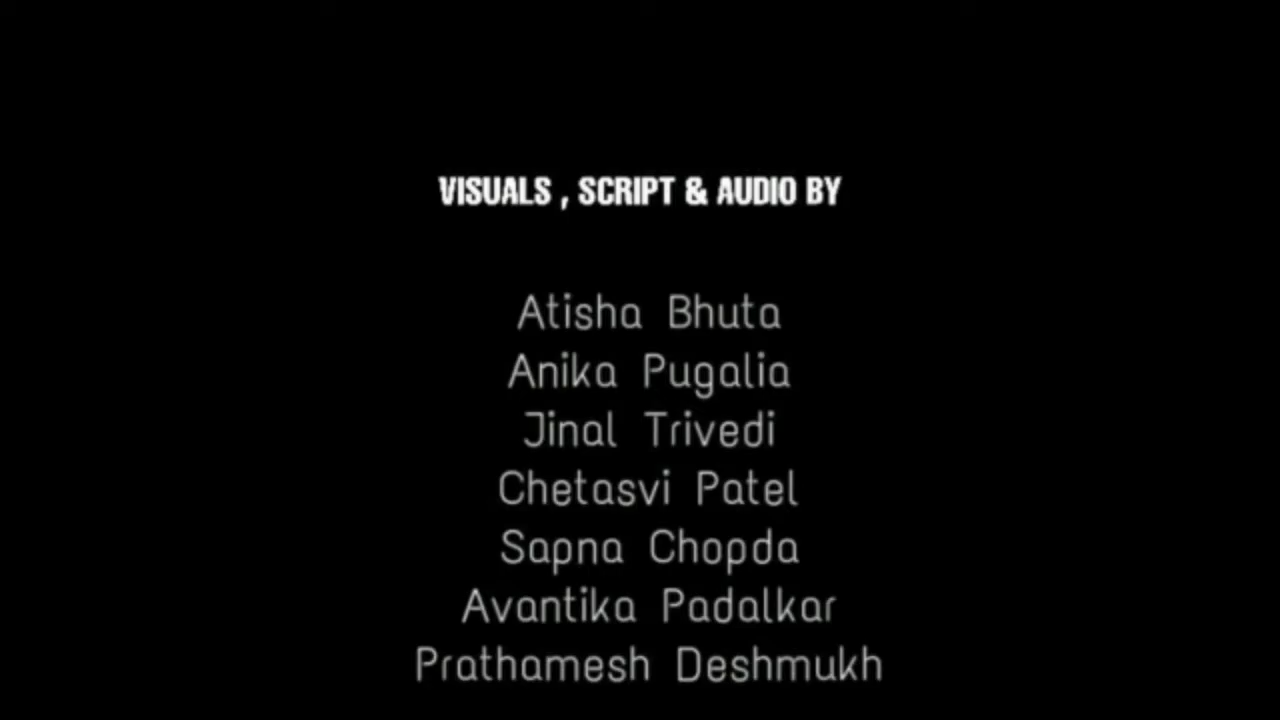 VISUALS , SCRIPT & AUDIO BY
Atisha Bhuta
Anika Pugalia
Jinal Trivedi
Chetasvi Patel
Sapna Chopda
Avantika Padalkar
Prathamesh Deshmukh